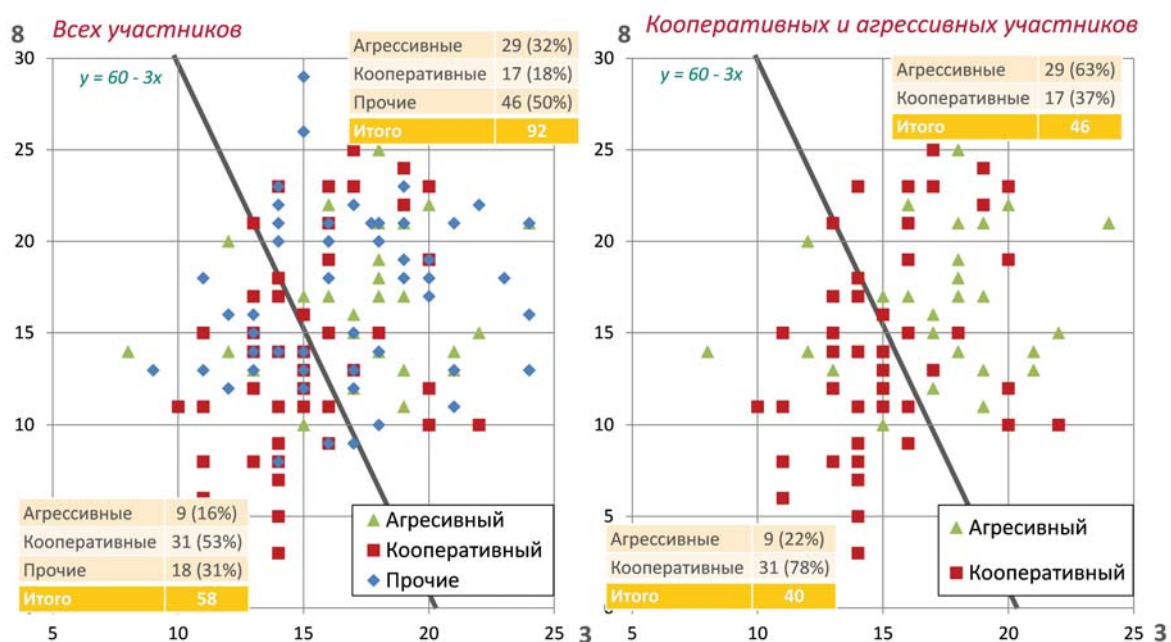 8 Всех участников
30
y = 60 - 3x
Агрессивные 29 (32%)
Кооперативные 17 (18%)
Прочие 46 (50%)
Итого 92
25
20
15
10
Агрессивные 9 (16%)
Кооперативные 31 (53%)
Прочие 18 (31%)
Итого 58
Агресивный
Кооперативный
Прочие
5 10 15 20 25 3
Кооперативных и агрессивных участников
8
30
y = 60 - 3x
Агрессивные 29 (63%)
Кооперативные 17 (37%)
Итого 46
25
20
15
10
5
Агрессивные 9 (22%)
Кооперативные 31 (78%)
Итого 40
Агресивный
Кооперативный
5 10 15 20 25 3